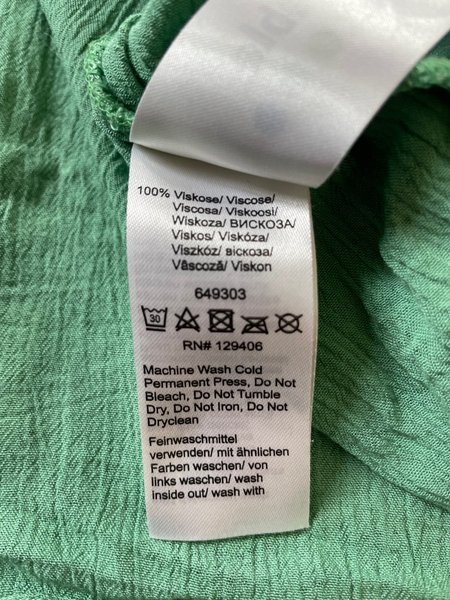 100% Viskose/ Viscose/
Viscosa/ Viskoosi/
Wiskoza/ ВИСКОЗА/
Viskos/ Viskóza/
Viszkóz/ віскоза/
Vâscoză/ Viskon
649303
30
RN# 129406
Machine Wash Cold
Permanent Press, Do Not
Bleach, Do Not Tumble
Dry, Do Not Iron, Do Not
Dryclean
Feinwaschmittel
verwenden/ mit ähnlichen
Farben waschen/ von
links waschen/ wash
inside out/ wash with